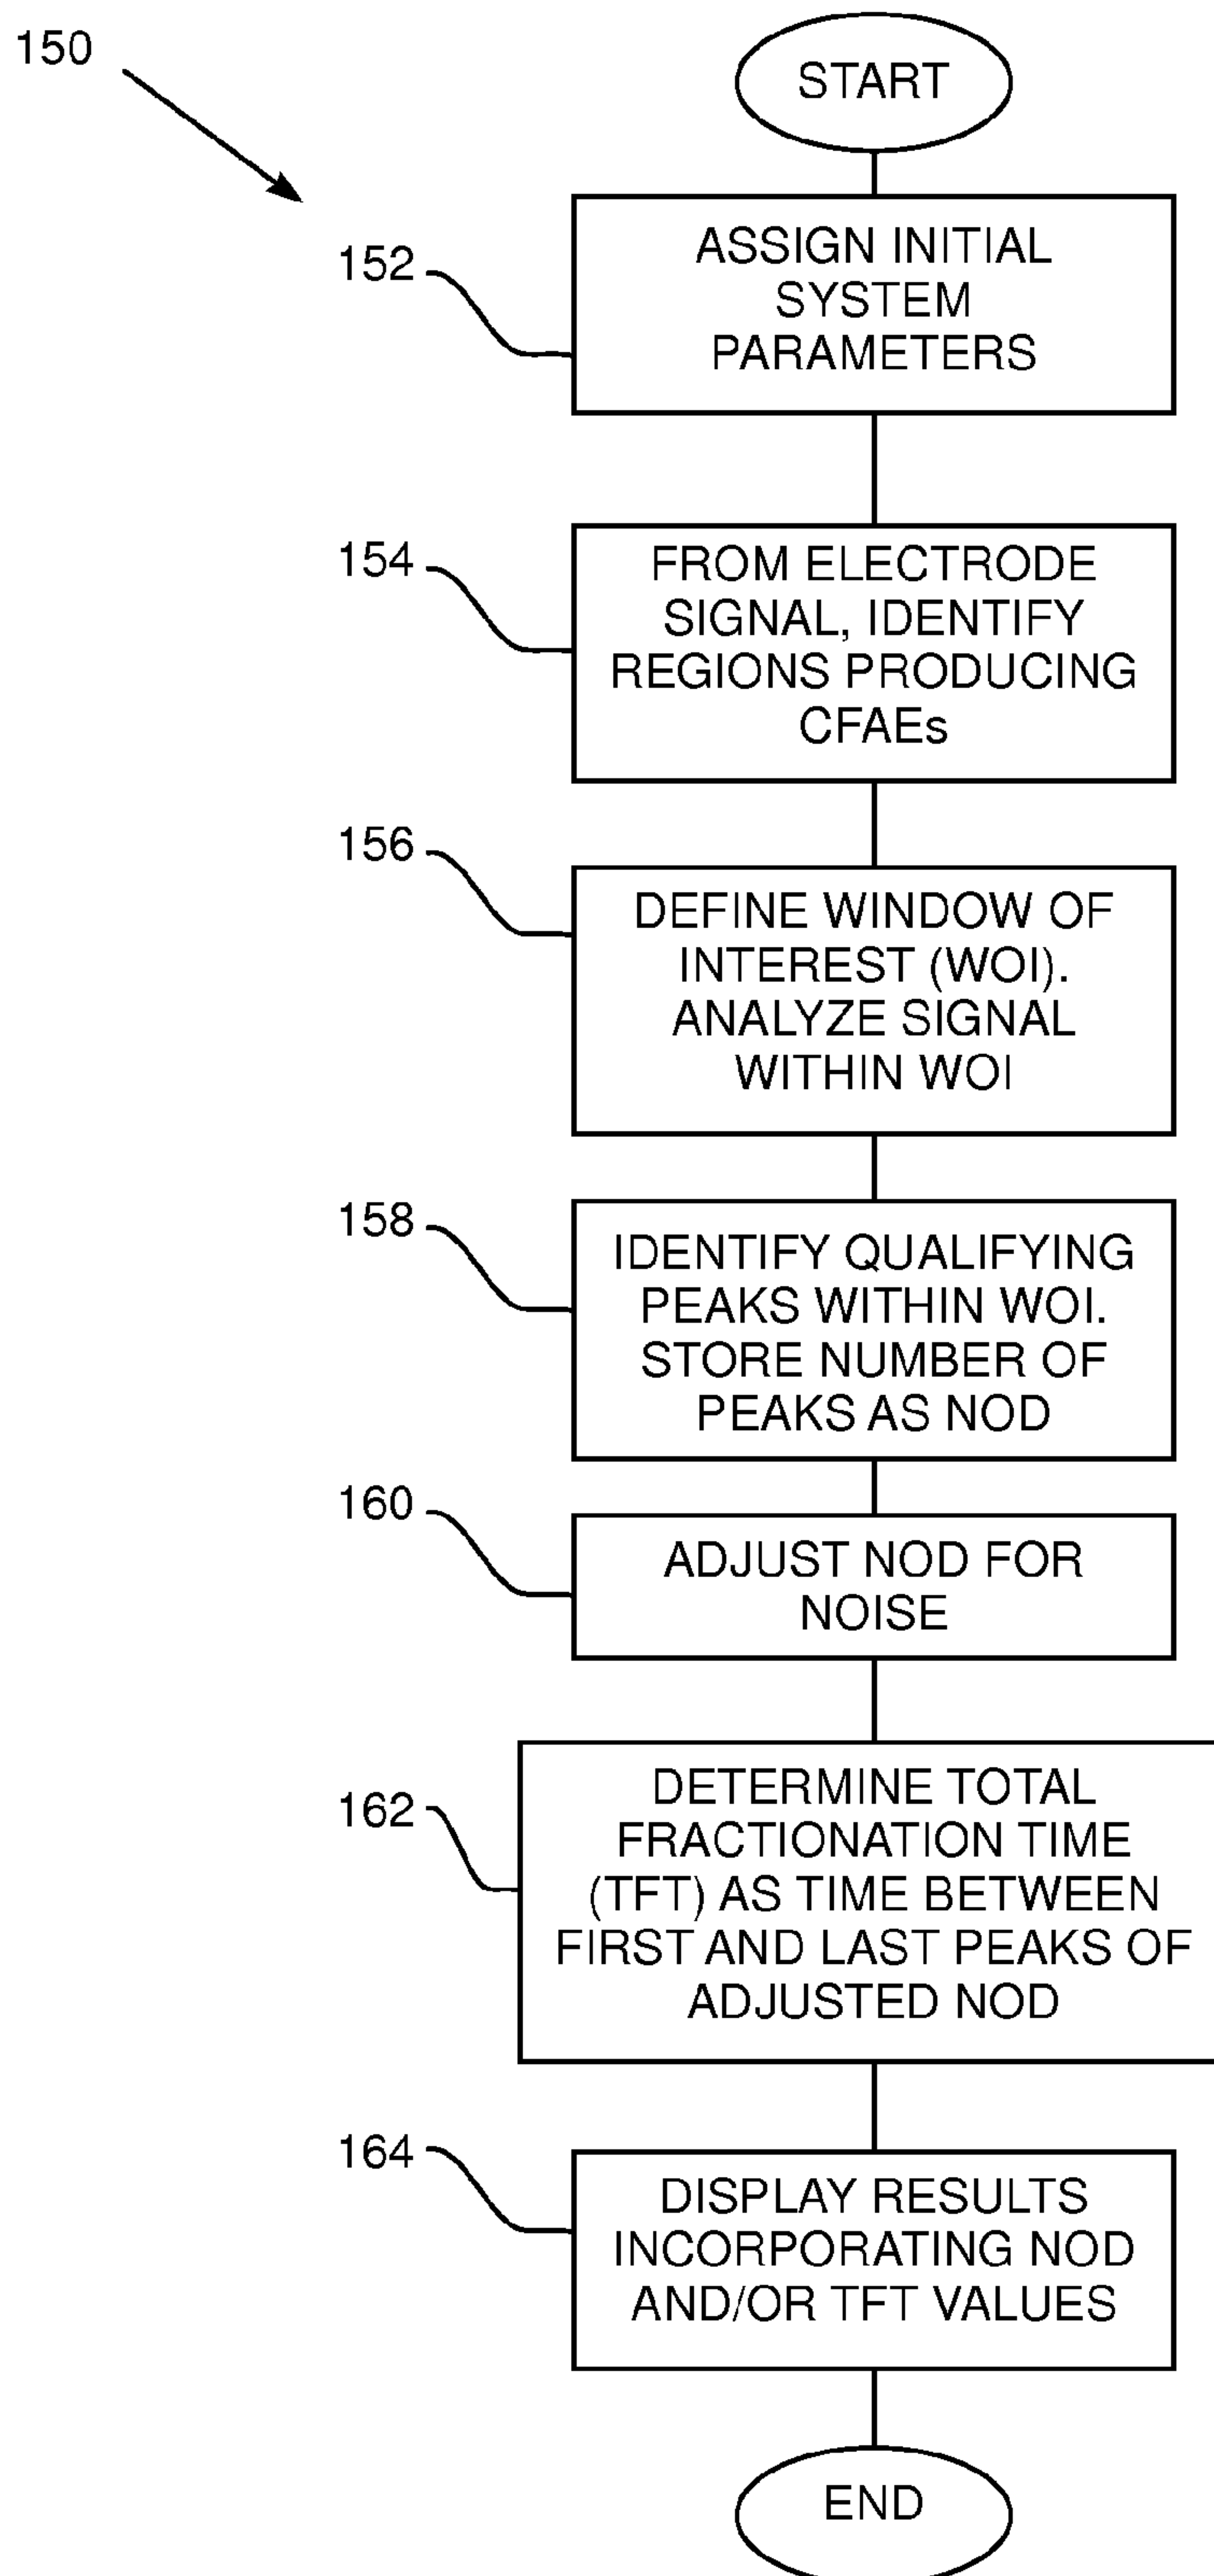 150
START
152
ASSIGN INITIAL
SYSTEM
PARAMETERS
154
FROM ELECTRODE
SIGNAL, IDENTIFY
REGIONS PRODUCING
CFAEs
156
DEFINE WINDOW OF
INTEREST (WOI).
ANALYZE SIGNAL
WITHIN WOI
158
IDENTIFY QUALIFYING
PEAKS WITHIN WOI.
STORE NUMBER OF
PEAKS AS NOD
160
ADJUST NOD FOR
NOISE
162
DETERMINE TOTAL
FRACTIONATION TIME
(TFT) AS TIME BETWEEN
FIRST AND LAST PEAKS OF
ADJUSTED NOD
164
DISPLAY RESULTS
INCORPORATING NOD
AND/OR TFT VALUES
END